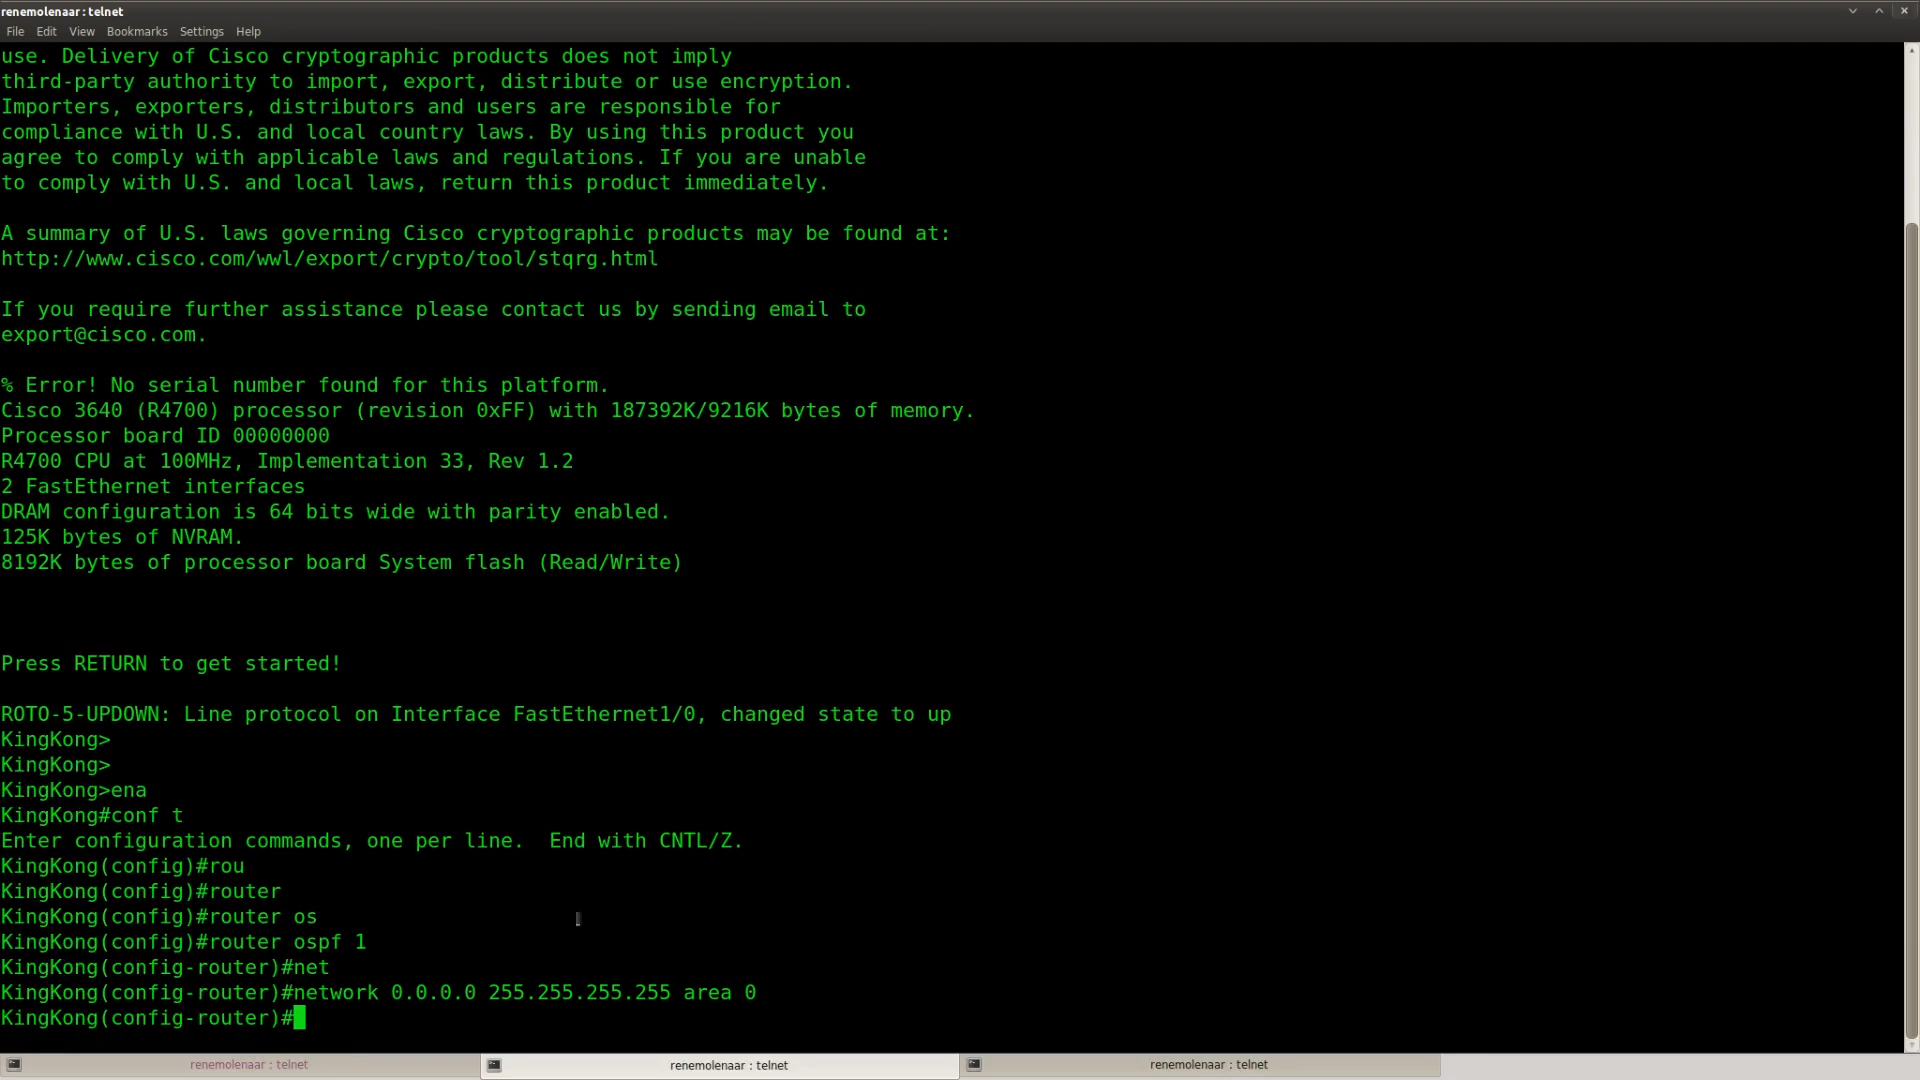 renemolenaar : telnet
File Edit View Bookmarks Settings Help
use. Delivery of Cisco cryptographic products does not imply
third-party authority to import, export, distribute or use encryption.
Importers, exporters, distributors and users are responsible for
compliance with U.S. and local country laws. By using this product you
agree to comply with applicable laws and regulations. If you are unable
to comply with U.S. and local laws, return this product immediately.
A summary of U.S. laws governing Cisco cryptographic products may be found at:
http://www.cisco.com/wwl/export/crypto/tool/stqrg.html
If you require further assistance please contact us by sending email to
export@cisco.com.
% Error! No serial number found for this platform.
Cisco 3640 (R4700) processor (revision 0xFF) with 187392K/9216K bytes of memory.
Processor board ID 00000000
R4700 CPU at 100MHz, Implementation 33, Rev 1.2
2 FastEthernet interfaces
DRAM configuration is 64 bits wide with parity enabled.
125K bytes of NVRAM.
8192K bytes of processor board System flash (Read/Write)
Press RETURN to get started!
ROTO-5-UPDOWN: Line protocol on Interface FastEthernet1/0, changed state to up
KingKong>
KingKong>
KingKong>ena
KingKong#conf t
Enter configuration commands, one per line.  End with CNTL/Z.
KingKong(config)#rou
KingKong(config)#router
KingKong(config)#router os
KingKong(config)#router ospf 1
KingKong(config-router)#net
KingKong(config-router)#network 0.0.0.0 255.255.255.255 area 0
KingKong(config-router)#
renemolenaar : telnet renemolenaar : telnet renemolenaar : telnet